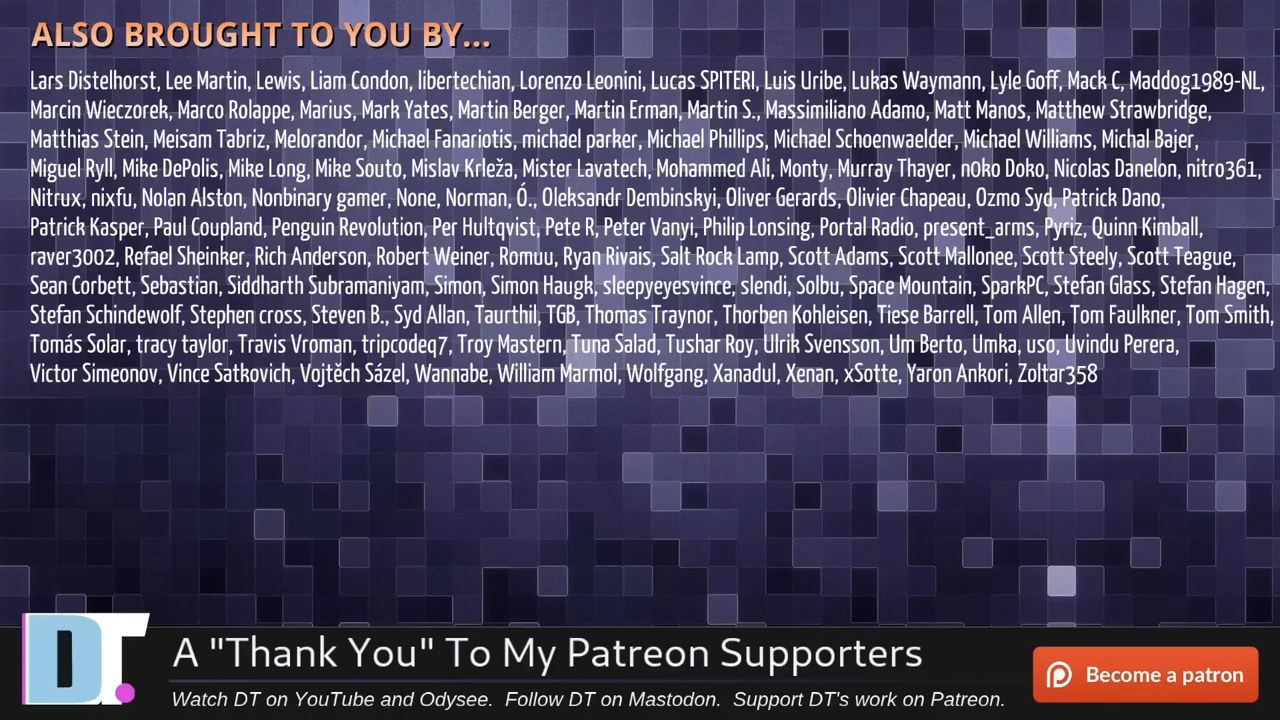 ALSO BROUGHT TO YOU BY...
Lars Distelhorst, Lee Martin, Lewis, Liam Condon, libertechian, Lorenzo Leonini, Lucas SPITERI, Luis Uribe, Lukas Waymann, Lyle Goff, Mack C, Maddog1989-NL,
Marcin Wieczorek, Marco Rolappe, Marius, Mark Yates, Martin Berger, Martin Erman, Martin S., Massimiliano Adamo, Matt Manos, Matthew Strawbridge,
Matthias Stein, Meisam Tabriz, Melorandor, Michael Fanariotis, michael parker, Michael Phillips, Michael Schoenwaelder, Michael Williams, Michal Bajer,
Miguel Ryll, Mike DePolis, Mike Long, Mike Souto, Mislav Krleža, Mister Lavatech, Mohammed Ali, Monty, Murray Thayer, n0ko Doko, Nicolas Danelon, nitro361,
Nitrux, nixfu, Nolan Alston, Nonbinary gamer, None, Norman, Ó., Oleksandr Dembinskyi, Oliver Gerards, Olivier Chapeau, Ozmo Syd, Patrick Dano,
Patrick Kasper, Paul Coupland, Penguin Revolution, Per Hultqvist, Pete R, Peter Vanyi, Philip Lonsing, Portal Radio, present_arms, Pyriz, Quinn Kimball,
raver3002, Refael Sheinker, Rich Anderson, Robert Weiner, Romuu, Ryan Rivais, Salt Rock Lamp, Scott Adams, Scott Mallonee, Scott Steely, Scott Teague,
Sean Corbett, Sebastian, Siddharth Subramaniyam, Simon, Simon Haugk, sleepyeyesvince, slendi, Solbu, Space Mountain, SparkPC, Stefan Glass, Stefan Hagen,
Stefan Schindewolf, Stephen cross, Steven B., Syd Allan, Taurthil, TGB, Thomas Traynor, Thorben Kohleisen, Tiese Barrell, Tom Allen, Tom Faulkner, Tom Smith,
Tomás Solar, tracy taylor, Travis Vroman, tripcodeq7, Troy Mastern, Tuna Salad, Tushar Roy, Ulrik Svensson, Um Berto, Umka, uso, Uvindu Perera,
Victor Simeonov, Vince Satkovich, Vojtěch Sázel, Wannabe, William Marmol, Wolfgang, Xanadul, Xenan, xSotte, Yaron Ankori, Zoltar358
DT.
A "Thank You" To My Patreon Supporters
Become a patron
Watch DT on YouTube and Odysee. Follow DT on Mastodon. Support DT's work on Patreon.